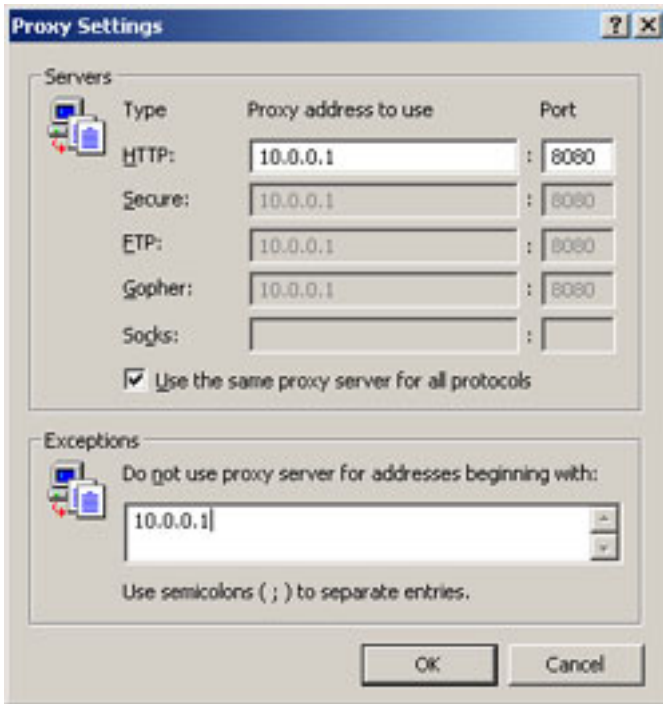 Proxy Settings
Servers
Type Proxy address to use Port
HTTP: 10.0.0.1 : 8080
Secure: 10.0.0.1 : 8080
FTP: 10.0.0.1 : 8080
Gopher: 10.0.0.1 : 8080
Socks: :
Use the same proxy server for all protocols
Exceptions
Do not use proxy server for addresses beginning with:
10.0.0.1
Use semicolons ( ; ) to separate entries.
OK Cancel